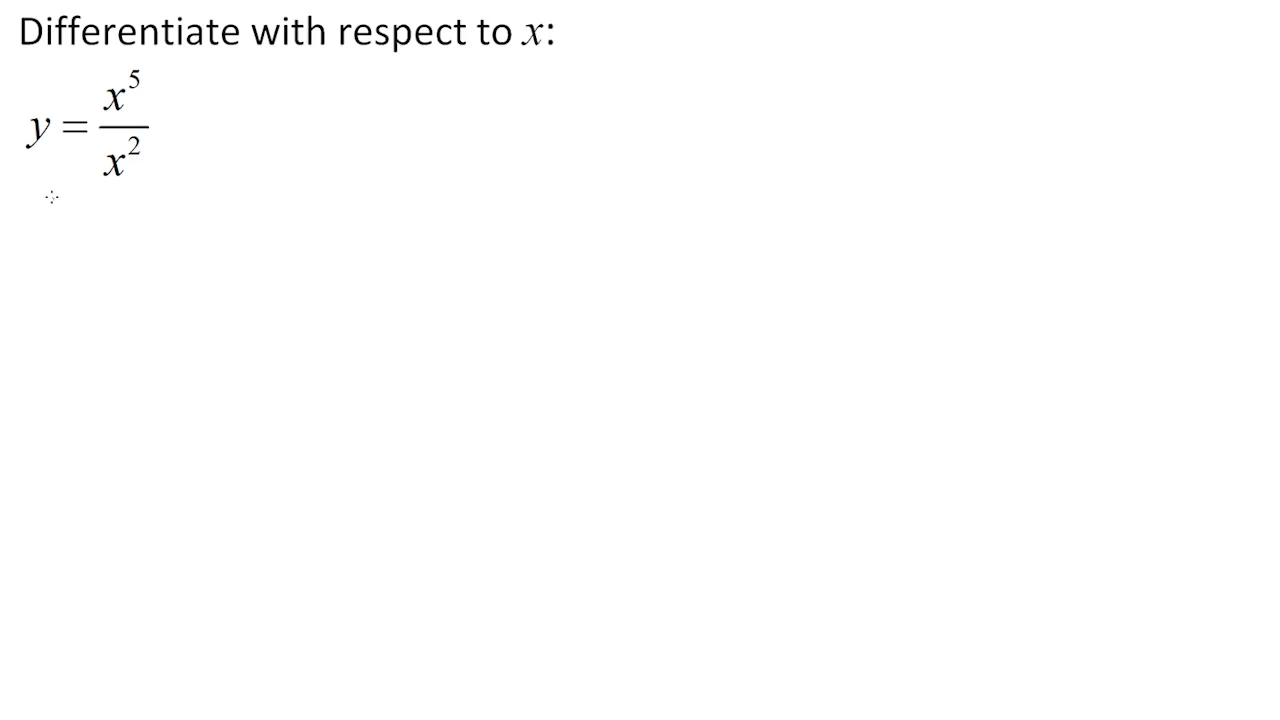 Differentiate with respect to x:
y = x^5 / x^2